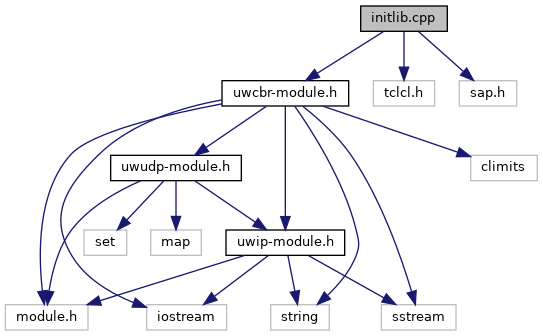 initlib.cpp
uwcbr-module.h
tclcl.h
sap.h
uwudp-module.h
climits
set
map
uwip-module.h
module.h
iostream
string
sstream